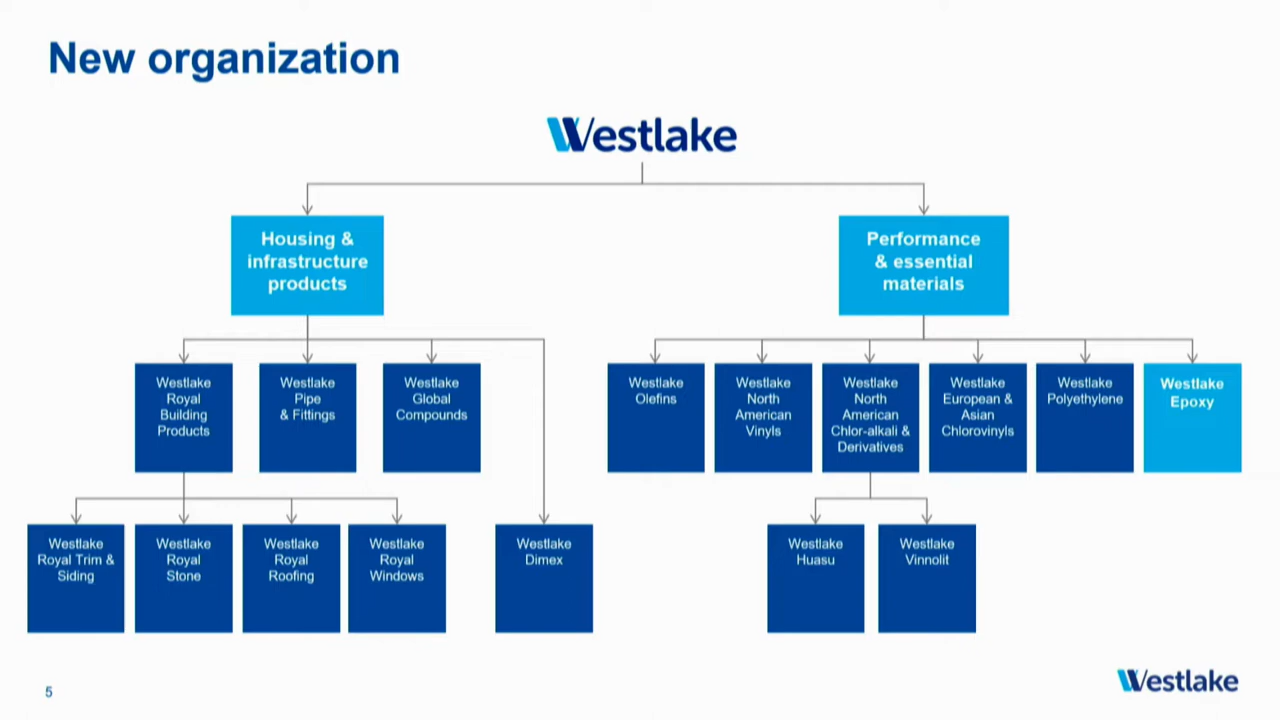 New organization
Westlake
Housing &
infrastructure
products
Performance
& essential
materials
Westlake
Royal
Building
Products
Westlake
Pipe
& Fittings
Westlake
Global
Compounds
Westlake
Olefins
Westlake
North
American
Vinyls
Westlake
North
American
Chlor-alkali &
Derivatives
Westlake
European &
Asian
Chlorovinyls
Westlake
Polyethylene
Westlake
Epoxy
Westlake
Royal Trim &
Siding
Westlake
Royal
Stone
Westlake
Royal
Roofing
Westlake
Royal
Windows
Westlake
Dimex
Westlake
Huasu
Westlake
Vinnolit
5
Westlake